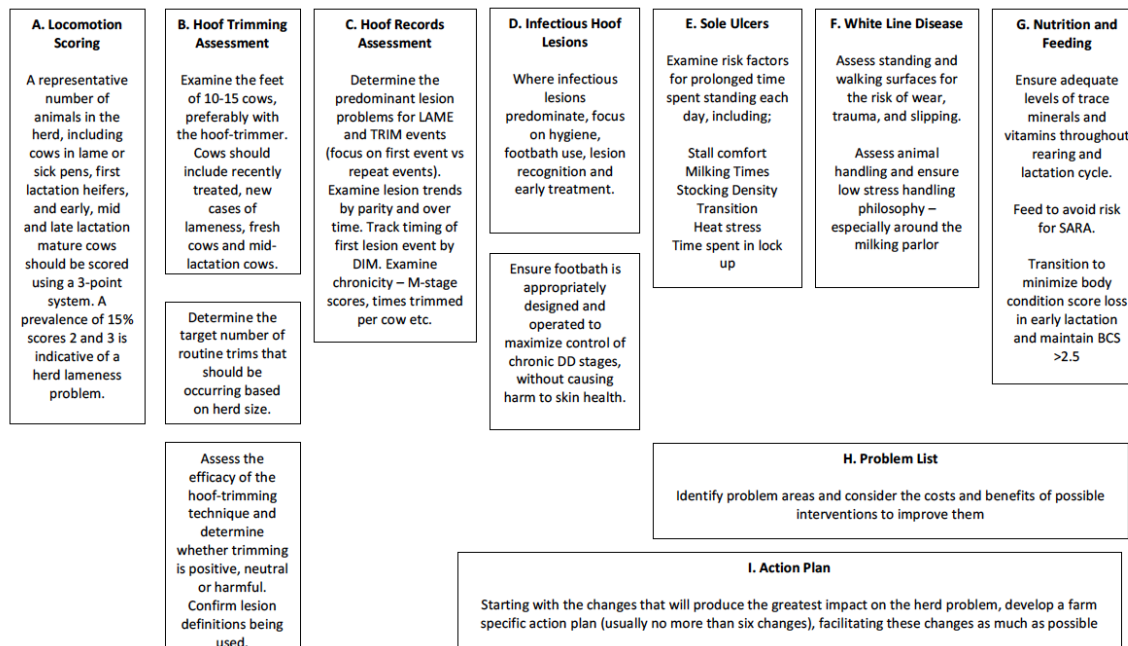 A. Locomotion
Scoring
A representative
number of
animals in the
herd, including
cows in lame or
sick pens, first
lactation heifers,
and early, mid
and late lactation
mature cows
should be scored
using a 3-point
system. A
prevalence of 15%
scores 2 and 3 is
indicative of a
herd lameness
problem.
B. Hoof Trimming
Assessment
Examine the feet
of 10-15 cows,
preferably with
the hoof-trimmer.
Cows should
include recently
treated, new
cases of
lameness, fresh
cows and mid-
lactation cows.
Determine the
target number of
routine trims that
should be
occurring based
on herd size.
Assess the
efficacy of the
hoof-trimming
technique and
determine
whether trimming
is positive, neutral
or harmful.
Confirm lesion
definitions being
used.
C. Hoof Records
Assessment
Determine the
predominant lesion
problems for LAME
and TRIM events
(focus on first event vs
repeat events).
Examine lesion trends
by parity and over
time. Track timing of
first lesion event by
DIM. Examine
chronicity – M-stage
scores, times trimmed
per cow etc.
D. Infectious Hoof
Lesions
Where infectious
lesions
predominate, focus
on hygiene,
footbath use, lesion
recognition and
early treatment.
Ensure footbath is
appropriately
designed and
operated to
maximize control of
chronic DD stages,
without causing
harm to skin health.
E. Sole Ulcers
Examine risk factors
for prolonged time
spent standing each
day, including;
Stall comfort
Milking Times
Stocking Density
Transition
Heat stress
Time spent in lock
up
F. White Line Disease
Assess standing and
walking surfaces for
the risk of wear,
trauma, and slipping.
Assess animal
handling and ensure
low stress handling
philosophy –
especially around the
milking parlor
G. Nutrition and
Feeding
Ensure adequate
levels of trace
minerals and
vitamins throughout
rearing and
lactation cycle.
Feed to avoid risk
for SARA.
Transition to
minimize body
condition score loss
in early lactation
and maintain BCS
>2.5
H. Problem List
Identify problem areas and consider the costs and benefits of possible
interventions to improve them
I. Action Plan
Starting with the changes that will produce the greatest impact on the herd problem, develop a farm
specific action plan (usually no more than six changes), facilitating these changes as much as possible